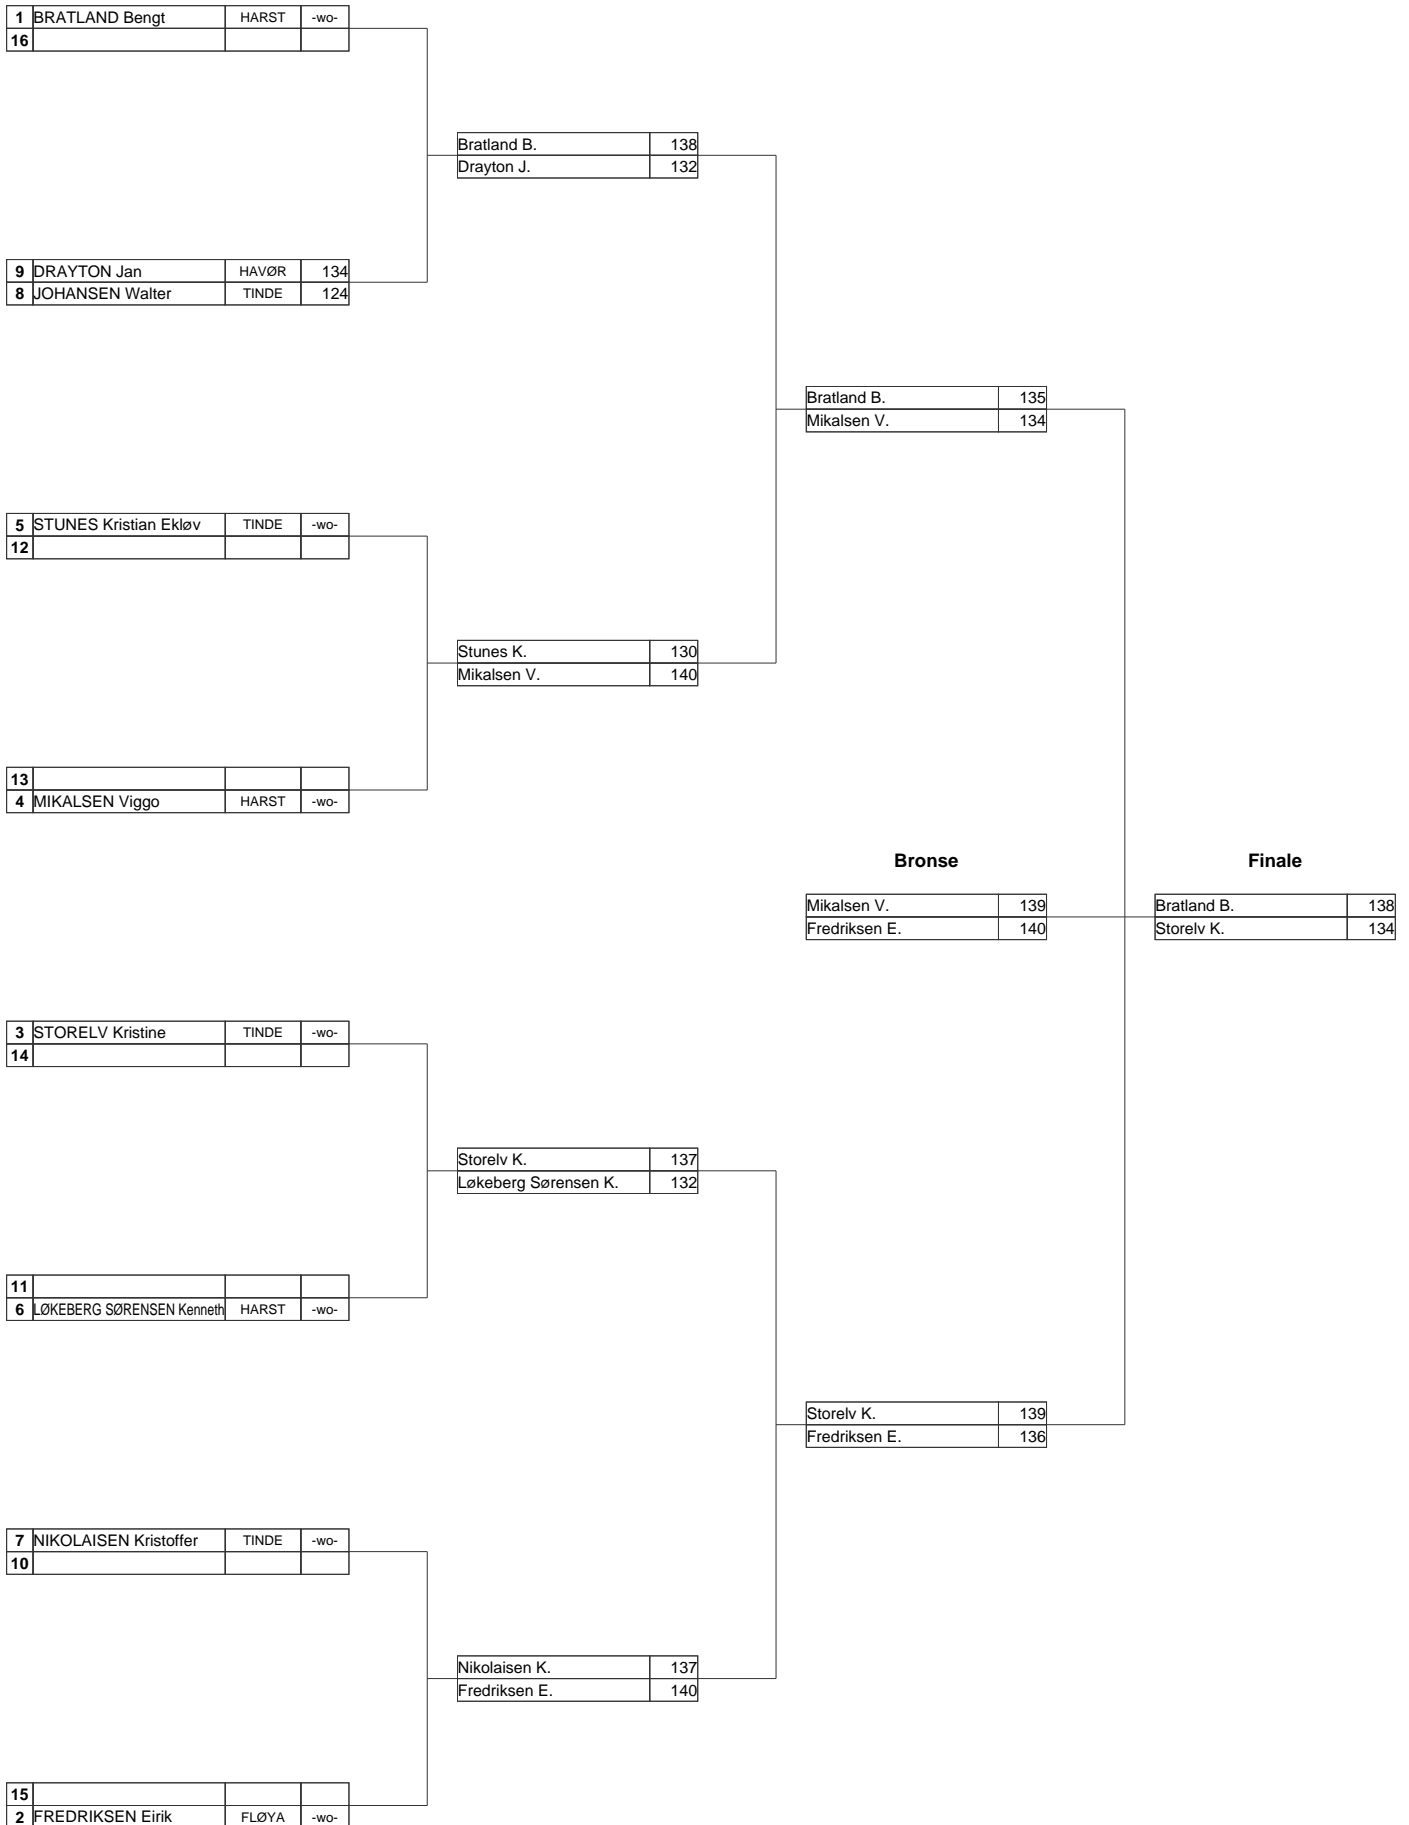 1 BRATLAND Bengt HARST -wo-
16
Bratland B. 138
Drayton J. 132
9 DRAYTON Jan HAVØR 134
8 JOHANSEN Walter TINDE 124
Bratland B. 135
Mikalsen V. 134
5 STUNES Kristian Ekløv TINDE -wo-
12
Stunes K. 130
Mikalsen V. 140
13
4 MIKALSEN Viggo HARST -wo-
Bronse Finale
Mikalsen V. 139 Bratland B. 138
Fredriksen E. 140 Storelv K. 134
3 STORELV Kristine TINDE -wo-
14
Storelv K. 137
Løkeberg Sørensen K. 132
11
6 LØKEBERG SØRENSEN Kenneth HARST -wo-
Storelv K. 139
Fredriksen E. 136
7 NIKOLAISEN Kristoffer TINDE -wo-
10
Nikolaisen K. 137
Fredriksen E. 140
15
2 FREDRIKSEN Eirik FLØYA -wo-